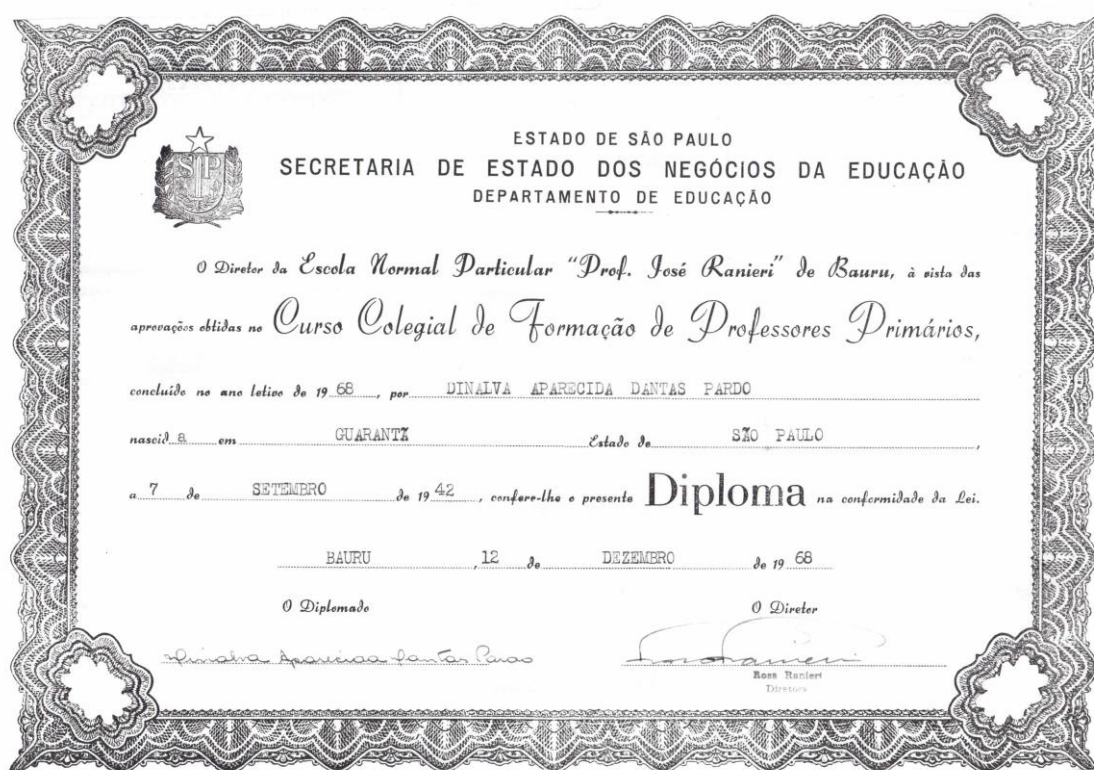 SP
ESTADO DE SÃO PAULO
SECRETARIA DE ESTADO DOS NEGÓCIOS DA EDUCAÇÃO
DEPARTAMENTO DE EDUCAÇÃO
O Diretor da Escola Normal Particular "Prof. José Ranieri" de Bauru, à vista das
aprovações obtidas no Curso Colegial de Formação de Professores Primários,
concluído no ano letivo de 19 68, por DINALVA APARECIDA DANTAS PARDO
nascid a em GUARANTÃ Estado de SÃO PAULO,
a 7 de SETEMBRO de 19 42, confere-lhe o presente Diploma na conformidade da Lei.
BAURU, 12 de DEZEMBRO de 19 68
O Diplomado O Diretor
Dinalva Aparecida Dantas Pardo
Rosa Ranieri
Diretora